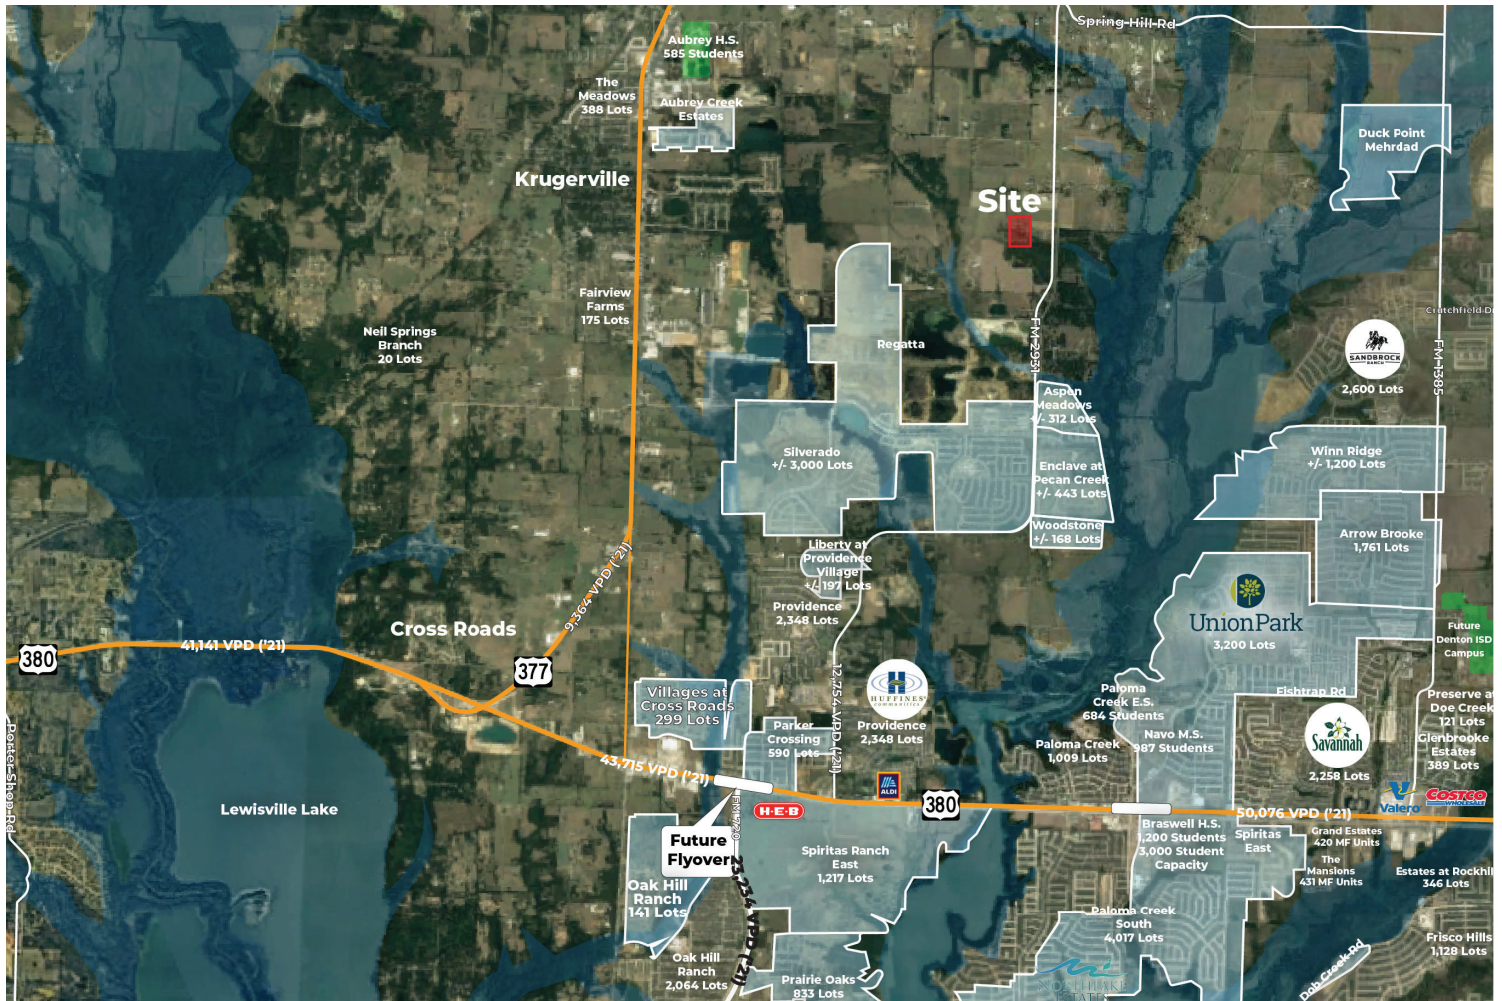 Spring Hill Rd
Aubrey H.S.
585 Students
The
Meadows
388 Lots
Aubrey Creek
Estates
Duck Point
Mehrdad
Krugerville
Site
Fairview
Farms
175 Lots
Neil Springs
Branch
20 Lots
Regatta
FM 2931
Crutchfield Dr
FM 1385
SANDBROCK
RANCH
2,600 Lots
Aspen
Meadows
+/- 312 Lots
Silverado
+/- 3,000 Lots
Enclave at
Pecan Creek
+/- 443 Lots
Winn Ridge
+/- 1,200 Lots
Woodstone
+/- 168 Lots
Arrow Brooke
1,761 Lots
Liberty at
Providence
Village
+/- 197 Lots
Providence
2,348 Lots
9,364 VPD ('21)
Cross Roads
41,141 VPD ('21)
380
377
UnionPark
3,200 Lots
Future
Denton ISD
Campus
Villages at
Cross Roads
299 Lots
12,754 VPD ('21)
HUFFINES
communities
Providence
2,348 Lots
Parker
Crossing
590 Lots
Paloma
Creek E.S.
684 Students
Fishtrap Rd
Navo M.S.
987 Students
Paloma Creek
1,009 Lots
Savannah
2,258 Lots
Preserve at
Doe Creek
121 Lots
Glenbrooke
Estates
389 Lots
Porter Shop Rd
43,715 VPD ('21)
ALDI
380
H-E-B
Valero
COSTCO
WHOLESALE
50,076 VPD ('21)
Lewisville Lake
FM 720
Future
Flyover
23,234 VPD ('21)
Spiritas Ranch
East
1,217 Lots
Braswell H.S.
1,200 Students
3,000 Student
Capacity
Spiritas
East
Grand Estates
420 MF Units
The
Mansions
431 MF Units
Estates at Rockhill
346 Lots
Oak Hill
Ranch
141 Lots
Paloma Creek
South
4,017 Lots
Frisco Hills
1,128 Lots
Oak Hill
Ranch
2,064 Lots
Prairie Oaks
833 Lots
NORTHLAKE
ESTATES
Dob Creek Rd